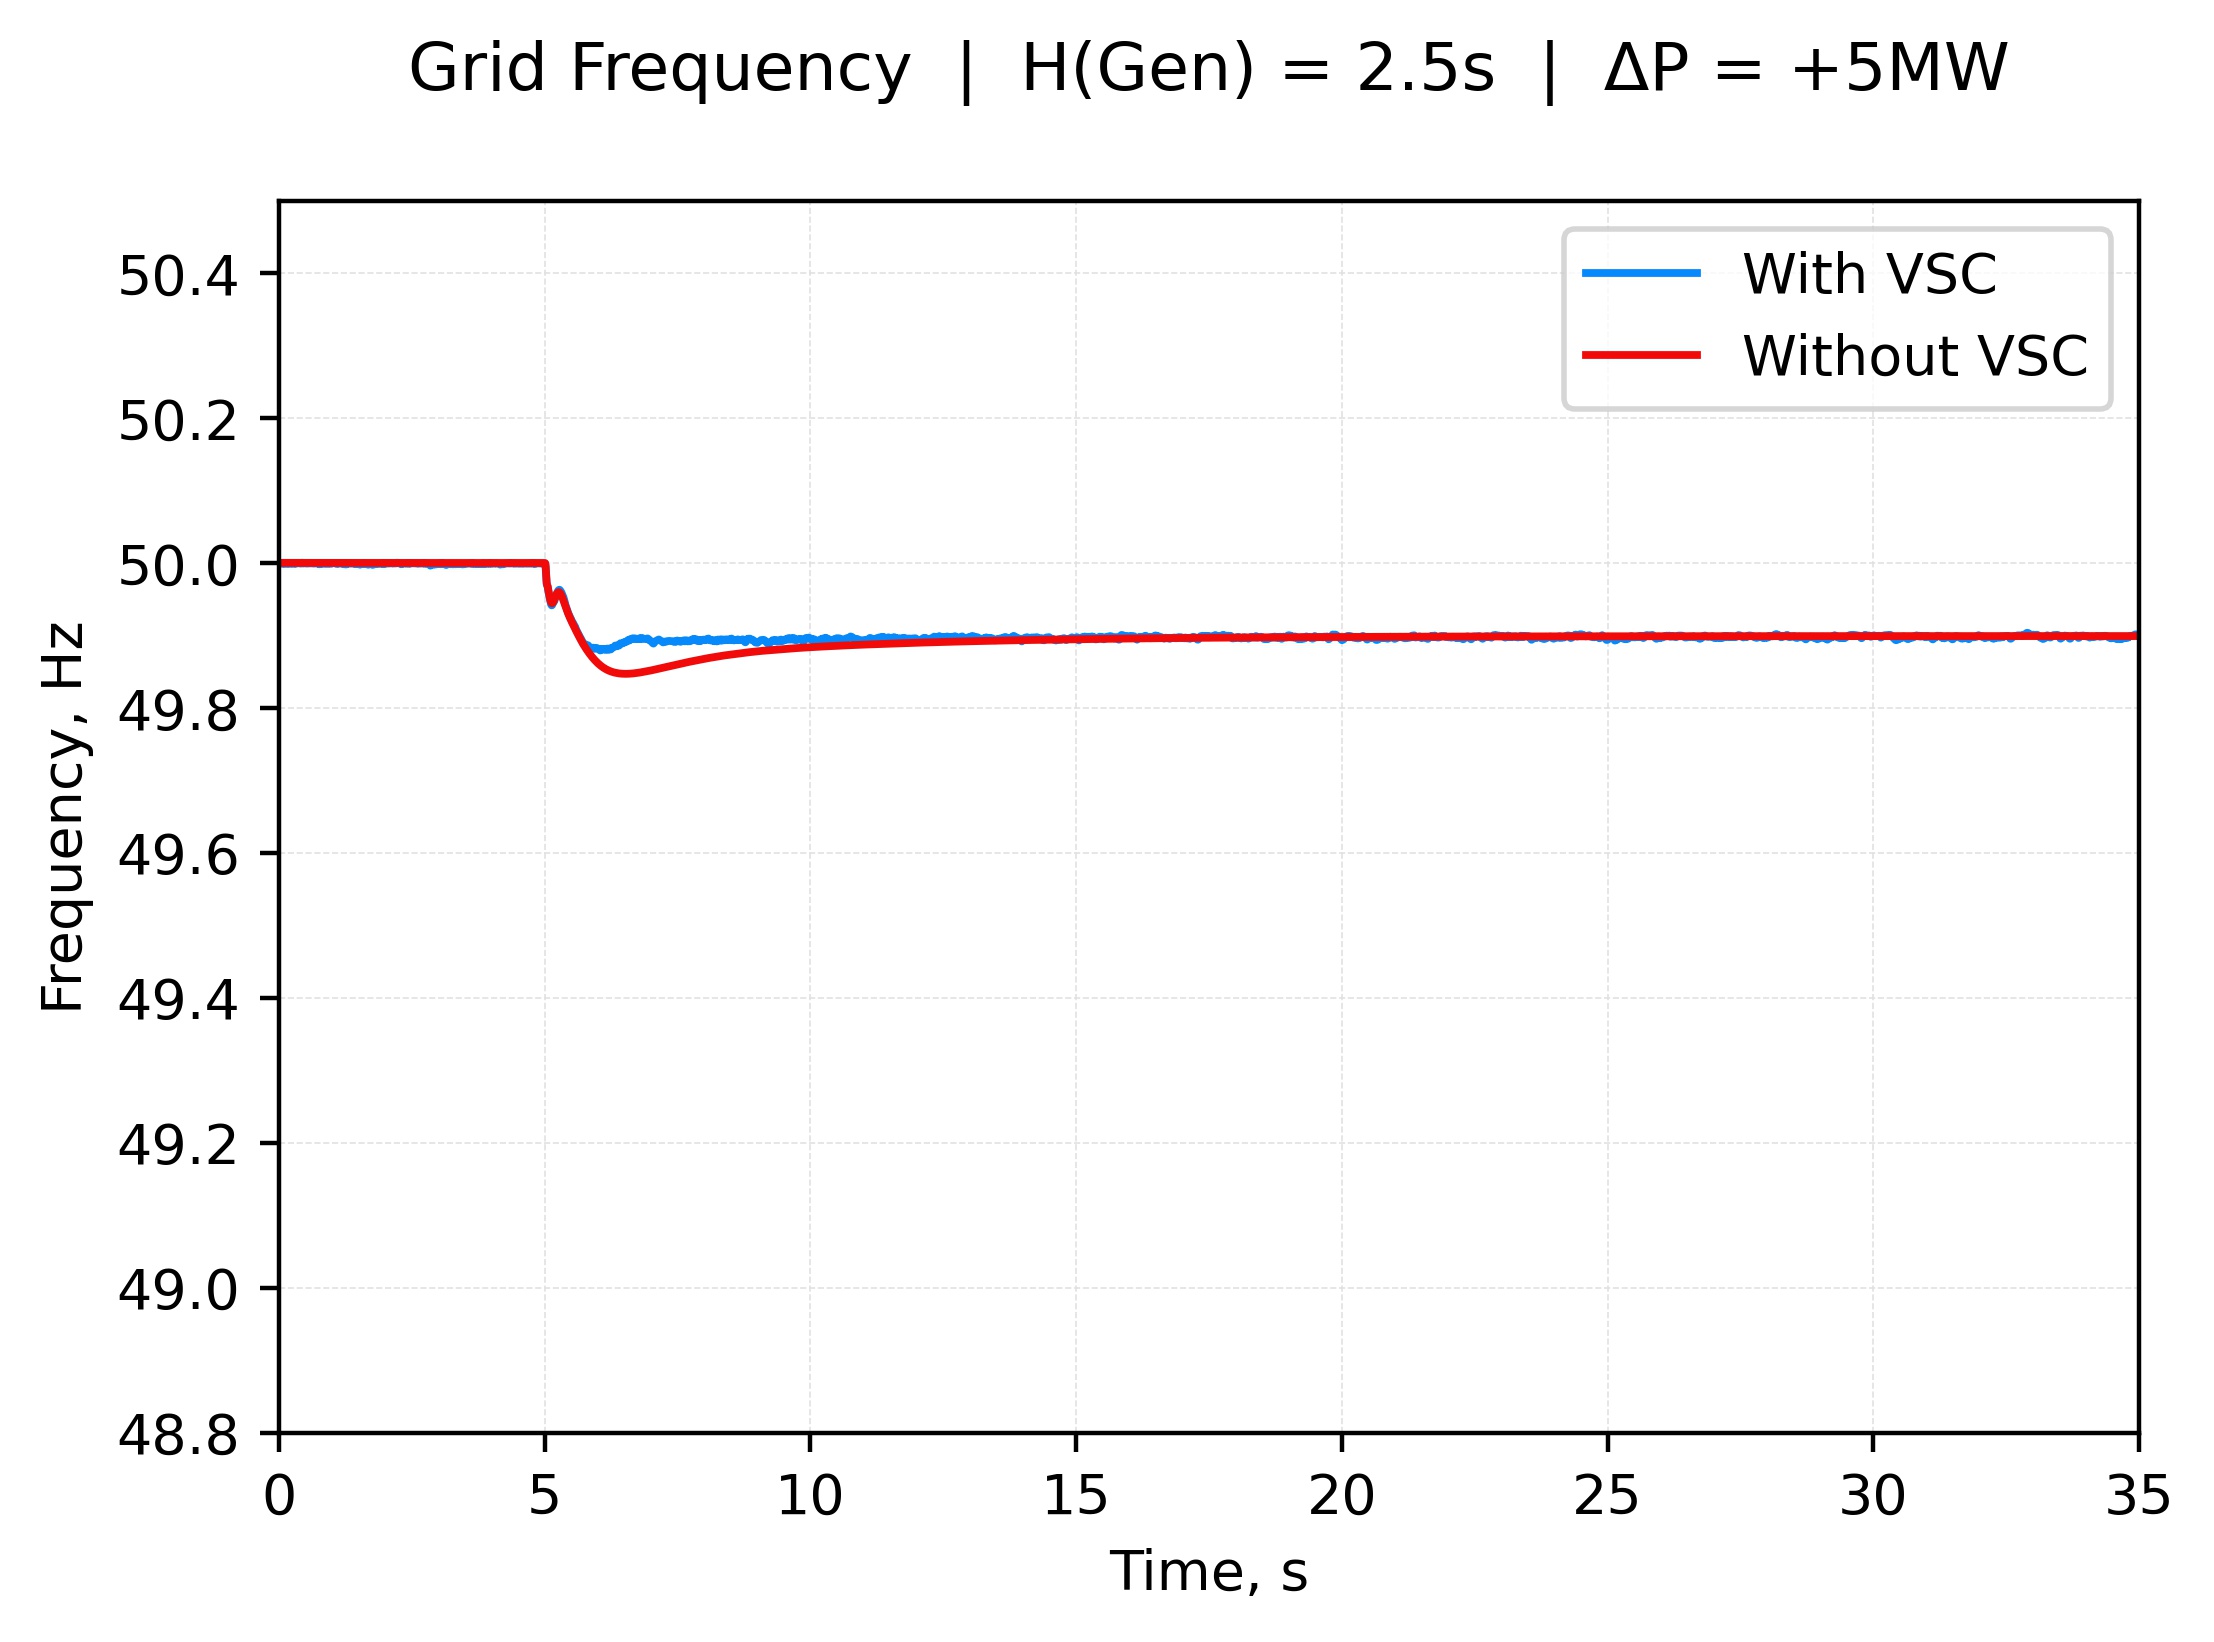 Grid Frequency | H(Gen) = 2.5s | ΔP = +5MW
With VSC
Without VSC
Frequency, Hz
50.4
50.2
50.0
49.8
49.6
49.4
49.2
49.0
48.8
0 5 10 15 20 25 30 35
Time, s